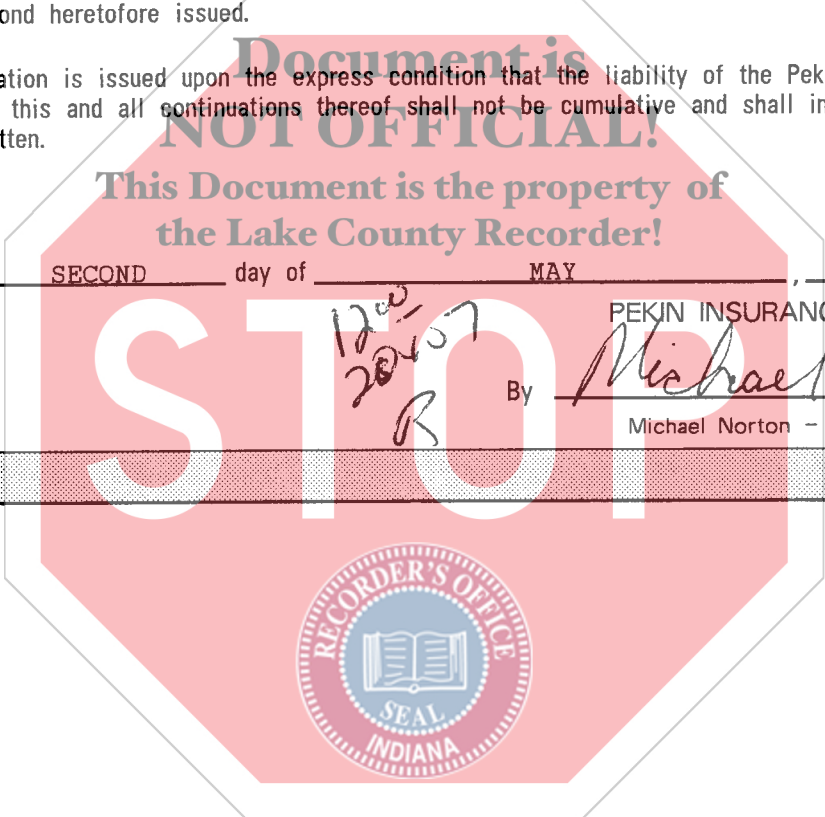 ond heretofore issued.
Document is
ation is issued upon the express condition that the liability of the Pek
this and all continuations thereof shall not be cumulative and shall in
NOT OFFICIAL!
tten.
This Document is the property of
the Lake County Recorder!
SECOND day of MAY ,
STOP
1200
PEKIN INSURANC
By Michael
R
Michael Norton -
RECORDER'S OFFICE
SEAL
INDIANA